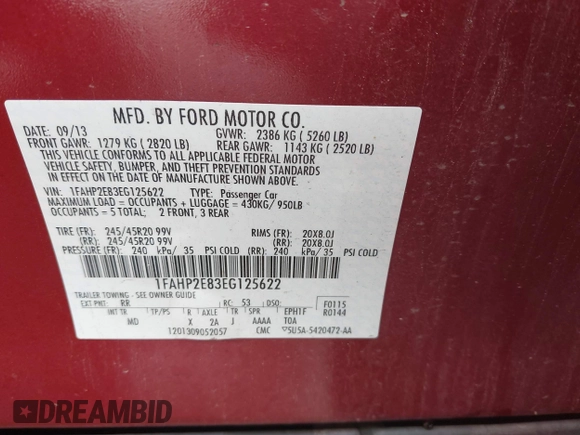 MFD. BY FORD MOTOR CO.
DATE: 09/13 GVWR: 2386 KG ( 5260 LB)
FRONT GAWR: 1279 KG ( 2820 LB) REAR GAWR: 1143 KG ( 2520 LB)
THIS VEHICLE CONFORMS TO ALL APPLICABLE FEDERAL MOTOR
VEHICLE SAFETY, BUMPER, AND THEFT PREVENTION STANDARDS
IN EFFECT ON THE DATE OF MANUFACTURE SHOWN ABOVE.
VIN: 1FAHP2E83EG125622 TYPE: Passenger Car
MAXIMUM LOAD = OCCUPANTS + LUGGAGE = 430KG/ 950LB
OCCUPANTS = 5 TOTAL; 2 FRONT, 3 REAR
TIRE (FR): 245/45R20 99V RIMS (FR): 20X8.0J
(RR): 245/45R20 99V (RR): 20X8.0J
PRESSURE (FR): 240 kPa/ 35 PSI COLD (RR): 240 kPa/ 35 PSI COLD
1FAHP2E83EG125622
TRAILER TOWING - SEE OWNER GUIDE
EXT PNT: RR RC: 53 DSO: F0115
INT TR TP/PS R AXLE TR SPR EPH1F R0144
MD X 2A J AAAA TOA
1201309052057 CMC 5U5A-5420472-AA
DREAMBID